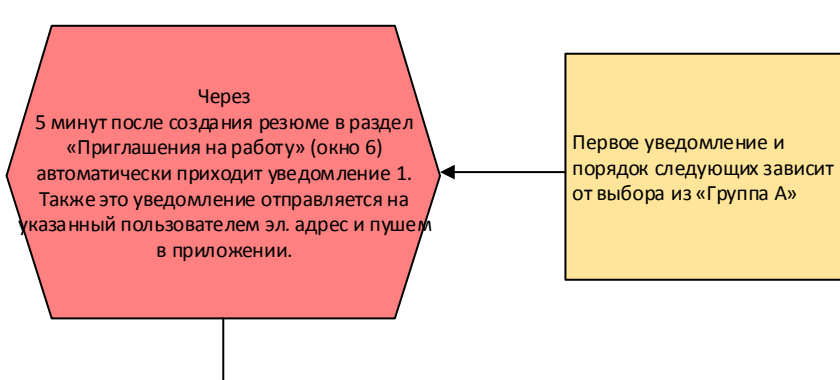 Через
5 минут после создания резюме в раздел
«Приглашения на работу» (окно 6)
автоматически приходит уведомление 1.
Также это уведомление отправляется на
указанный пользователем эл. адрес и пушем
в приложении.
Первое уведомление и
порядок следующих зависит
от выбора из «Группа А»